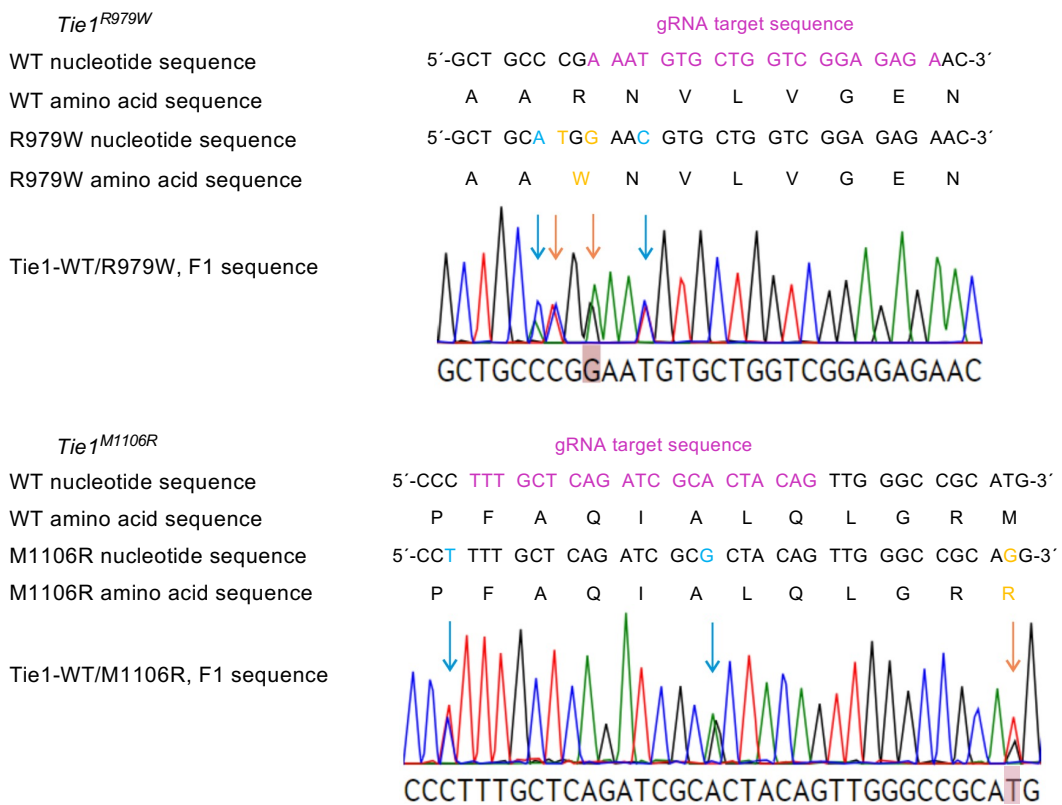 Tie1R979W
gRNA target sequence
WT nucleotide sequence 5´-GCT GCC CGA AAT GTG CTG GTC GGA GAG AAC-3´
WT amino acid sequence A A R N V L V G E N
R979W nucleotide sequence 5´-GCT GCA TGG AAC GTG CTG GTC GGA GAG AAC-3´
R979W amino acid sequence A A W N V L V G E N
Tie1-WT/R979W, F1 sequence
GCTGCCCGGAATGTGCTGGTCGGAGAGAAC
Tie1M1106R
gRNA target sequence
WT nucleotide sequence 5´-CCC TTT GCT CAG ATC GCA CTA CAG TTG GGC CGC ATG-3´
WT amino acid sequence P F A Q I A L Q L G R M
M1106R nucleotide sequence 5´-CCT TTT GCT CAG ATC GCG CTA CAG TTG GGC CGC AGG-3´
M1106R amino acid sequence P F A Q I A L Q L G R R
Tie1-WT/M1106R, F1 sequence
CCCTTTGCTCAGATCGCACTACAGTTGGGCCGCATG